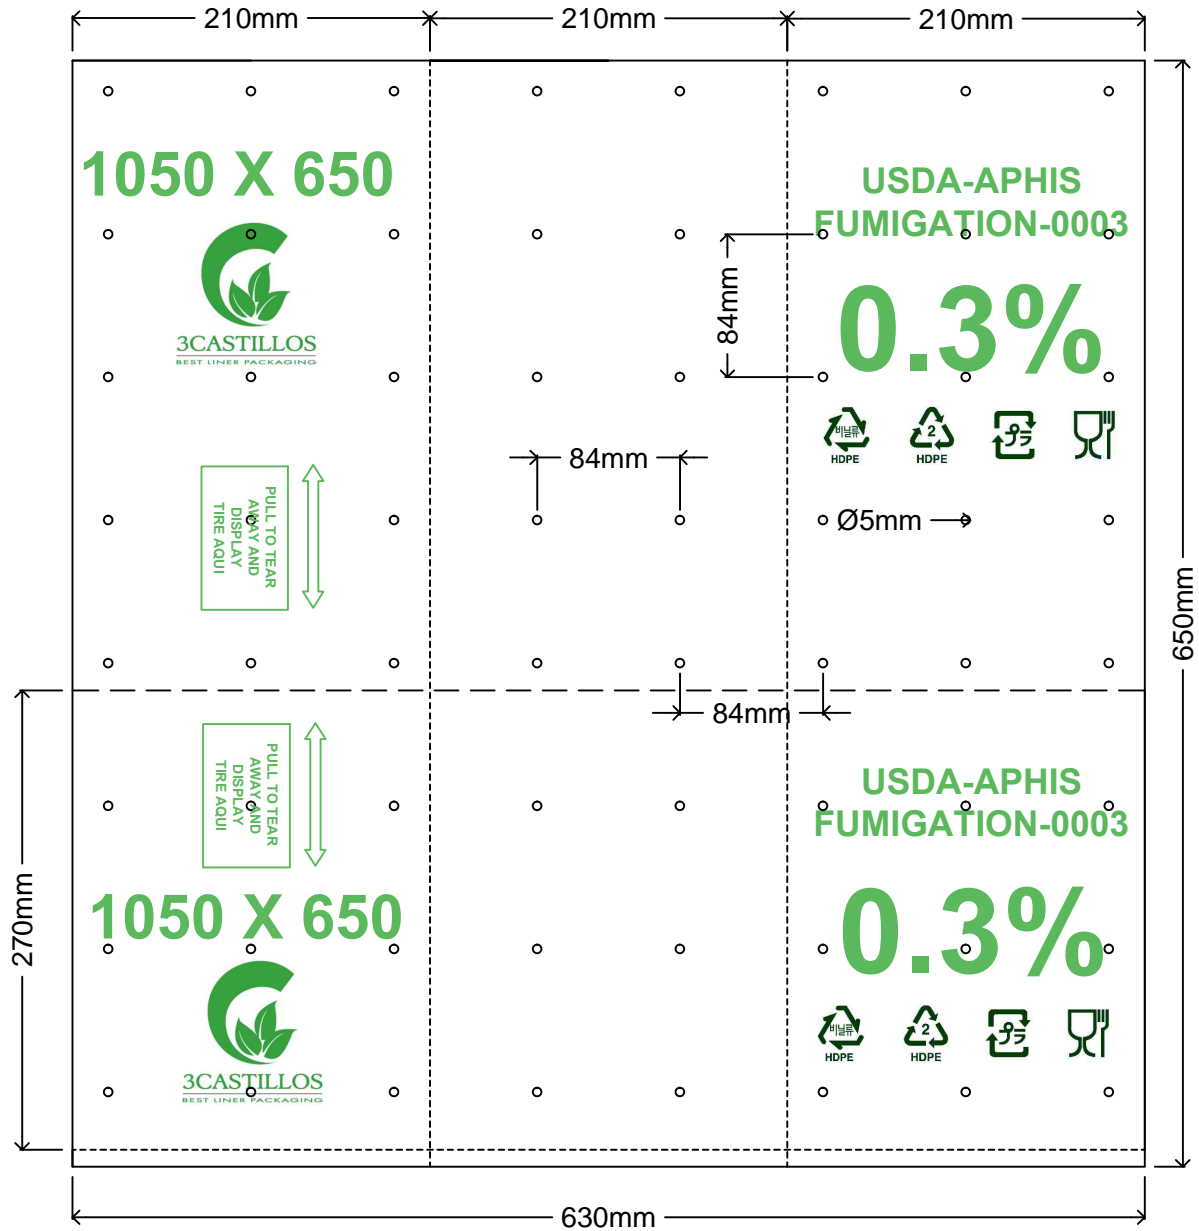 210mm
210mm
210mm
1050 X 650
3CASTILLOS
BEST LINER PACKAGING
USDA-APHIS
FUMIGATION-0003
84mm
0.3%
비닐류
HDPE
2
HDPE
プラ
84mm
Ø5mm
PULL TO TEAR
AWAY AND
DISPLAY
TIRE AQUI
650mm
84mm
PULL TO TEAR
AWAY AND
DISPLAY
TIRE AQUI
270mm
1050 X 650
3CASTILLOS
BEST LINER PACKAGING
USDA-APHIS
FUMIGATION-0003
0.3%
비닐류
HDPE
2
HDPE
プラ
630mm